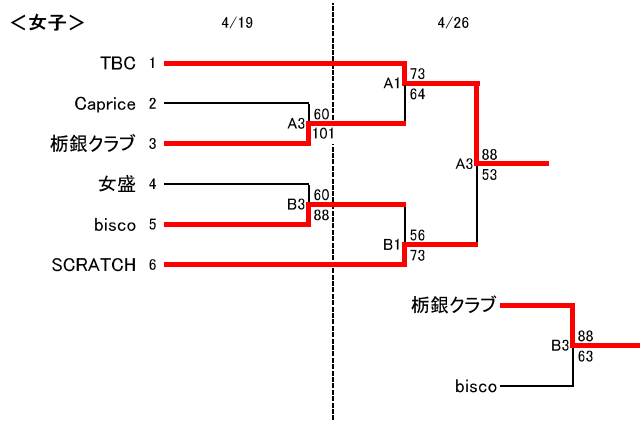 ＜女子＞ 4/19 4/26
TBC 1
73
A1
64
Caprice 2
60
A3
101
栃銀クラブ 3
88
A3
53
女盛 4
60
B3
88
bisco 5
56
B1
73
SCRATCH 6
栃銀クラブ
88
B3
63
bisco